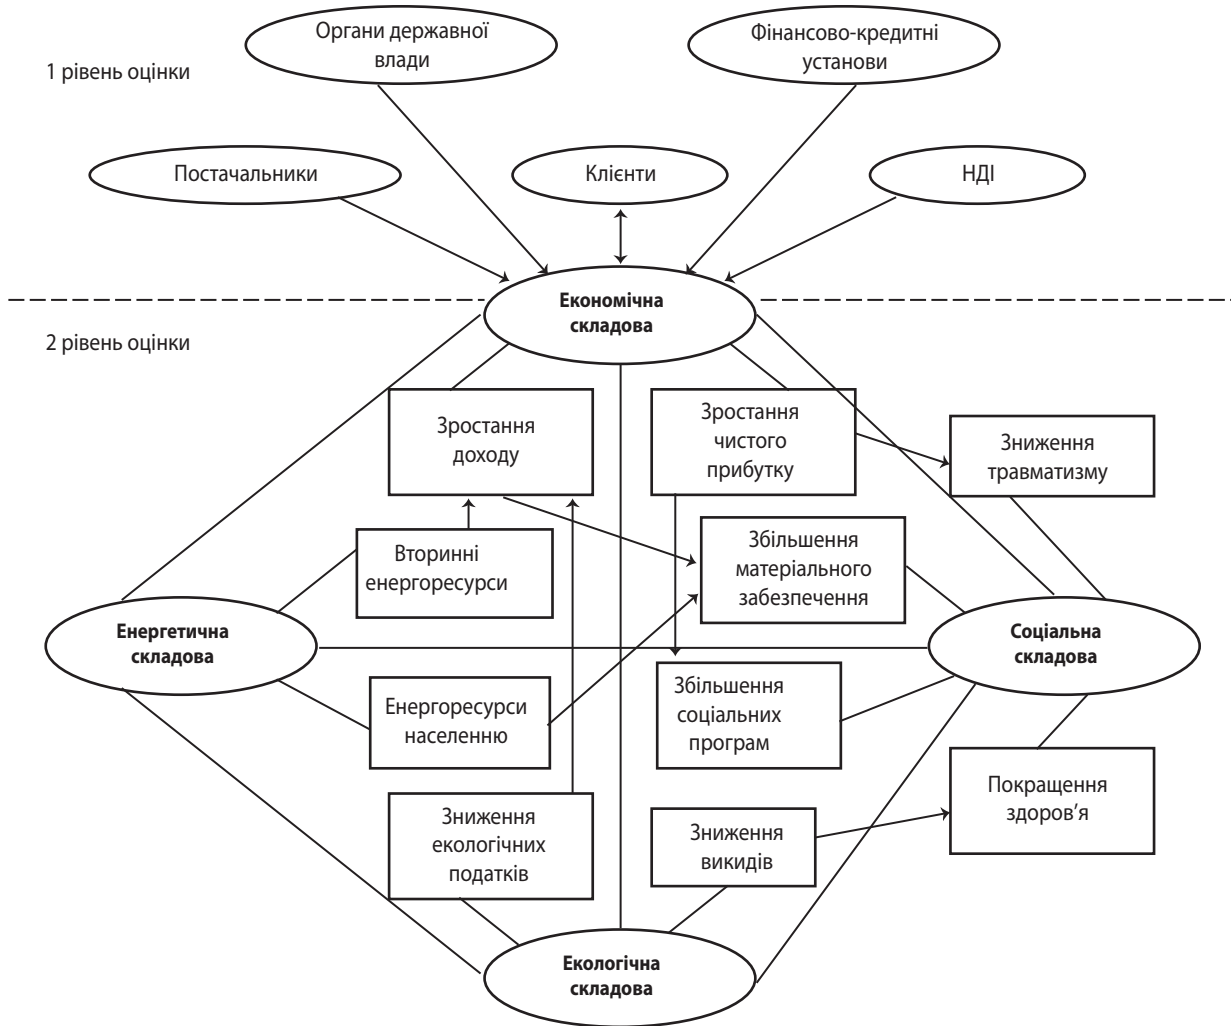 Органи державної
влади
Фінансово-кредитні
установи
1 рівень оцінки
Постачальники
Клієнти
НДІ
Економічна
складова
2 рівень оцінки
Зростання
доходу
Зростання
чистого
прибутку
Зниження
травматизму
Вторинні
енергоресурси
Збільшення
матеріального
забезпечення
Енергетична
складова
Соціальна
складова
Енергоресурси
населенню
Збільшення
соціальних
програм
Покращення
здоров’я
Зниження
екологічних
податків
Зниження
викидів
Екологічна
складова